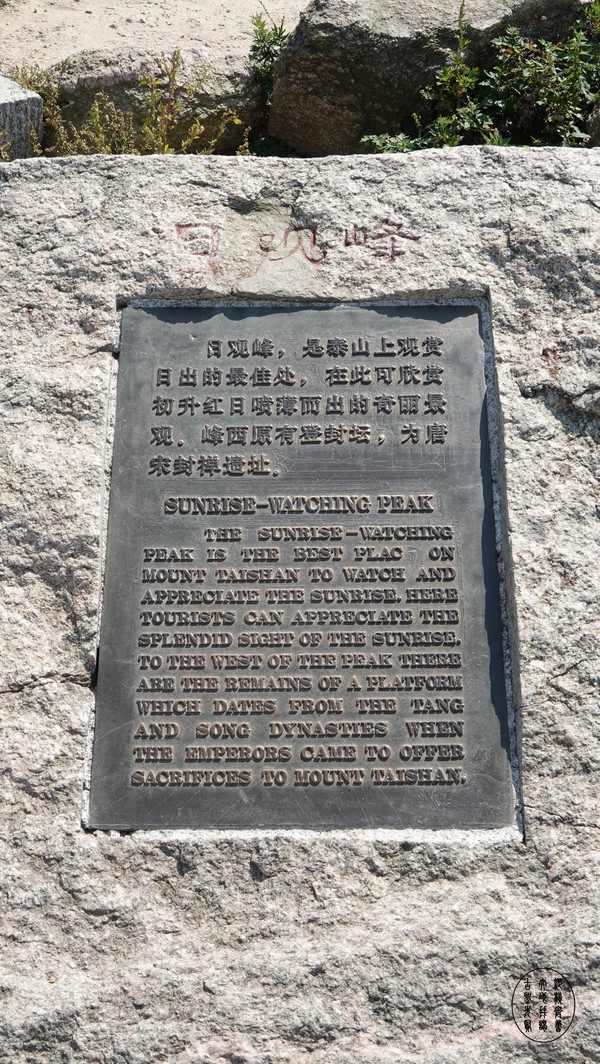 日观峰
日观峰，是泰山上观赏
日出的最佳处，在此可欣赏
初升红日喷薄而出的奇丽景
观。峰西原有登封坛，为唐
宋封禅遗址。
SUNRISE-WATCHING PEAK
THE SUNRISE-WATCHING
PEAK IS THE BEST PLAC ON
MOUNT TAISHAN TO WATCH AND
APPRECIATE THE SUNRISE. HERE
TOURISTS CAN APPRECIATE THE
SPLENDID SIGHT OF THE SUNRISE.
TO THE WEST OF THE PEAK THERE
ARE THE REMAINS OF A PLATFORM
WHICH DATES FROM THE TANG
AND SONG DYNASTIES WHEN
THE EMPERORS CAME TO OFFER
SACRIFICES TO MOUNT TAISHAN.